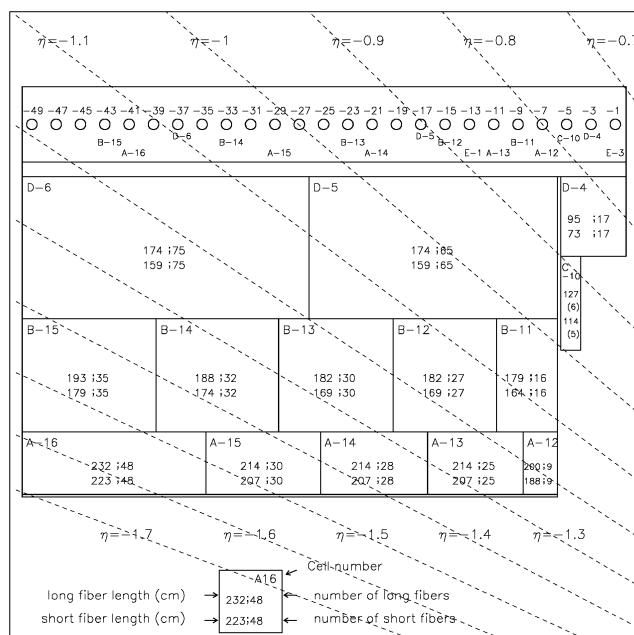 η=−1.1 η=−1 η=−0.9 η=−0.8 η=−0.7
−49 −47 −45 −43 −41 −39 −37 −35 −33 −31 −29 −27 −25 −23 −21 −19 −17 −15 −13 −11 −9 −7 −5 −3 −1
D−6 D−5 C−10 D−4
B−15 B−14 B−13 B−12 B−11
A−16 A−15 A−14 E−1 A−13 A−12 E−3
D−6 D−5 D−4
95 ;17
73 ;17
174 ;75 174 ;65
159 ;75 159 ;65
C
−10
127
(6)
114
(5)
B−15 B−14 B−13 B−12 B−11
193 ;35 188 ;32 182 ;30 182 ;27 179 ;16
179 ;35 174 ;32 169 ;30 169 ;27 164 ;16
A−16 A−15 A−14 A−13 A−12
232 ;48 214 ;30 214 ;28 214 ;25 200 ;9
223 ;48 207 ;30 207 ;28 207 ;25 188 ;9
η=−1.7 η=−1.6 η=−1.5 η=−1.4 η=−1.3
Cell number
A16
long fiber length (cm) 232;48 number of long fibers
short fiber length (cm) 223;48 number of short fibers